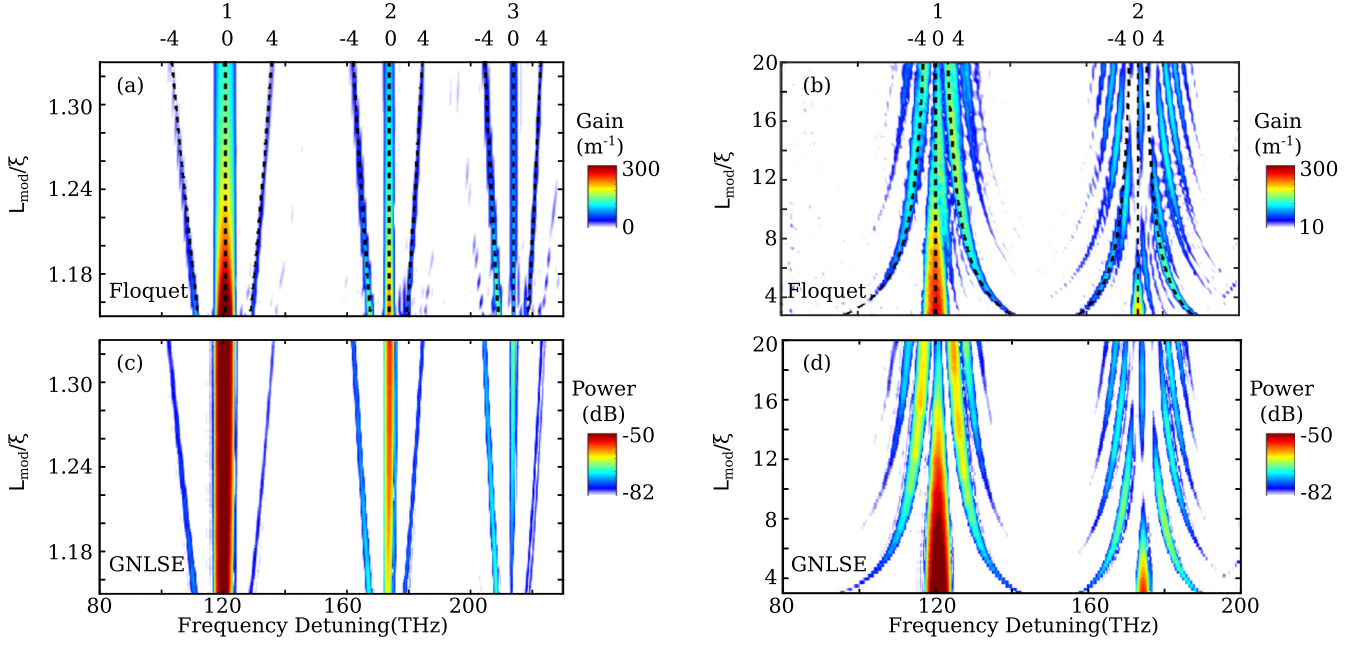 1 2 3
-4 0 4 -4 0 4 -4 0 4
(a)
1.30
1.24
1.18
L_mod/ξ
Floquet
Gain
(m⁻¹)
300
0
1 2
-4 0 4 -4 0 4
(b)
20
16
12
8
4
L_mod/ξ
Floquet
Gain
(m⁻¹)
300
10
(c)
1.30
1.24
1.18
L_mod/ξ
GNLSE
Power
(dB)
-50
-82
80 120 160 200
Frequency Detuning(THz)
(d)
20
16
12
8
4
L_mod/ξ
GNLSE
Power
(dB)
-50
-82
80 120 160 200
Frequency Detuning(THz)